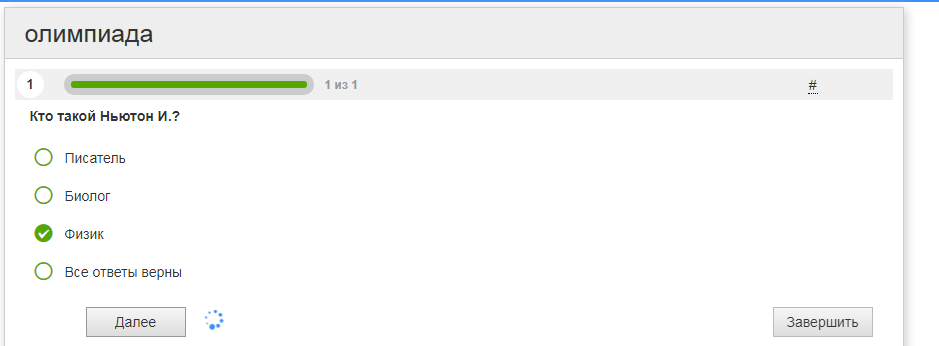 олимпиада
1 1 из 1 #
Кто такой Ньютон И.?
Писатель
Биолог
Физик
Все ответы верны
Далее Завершить